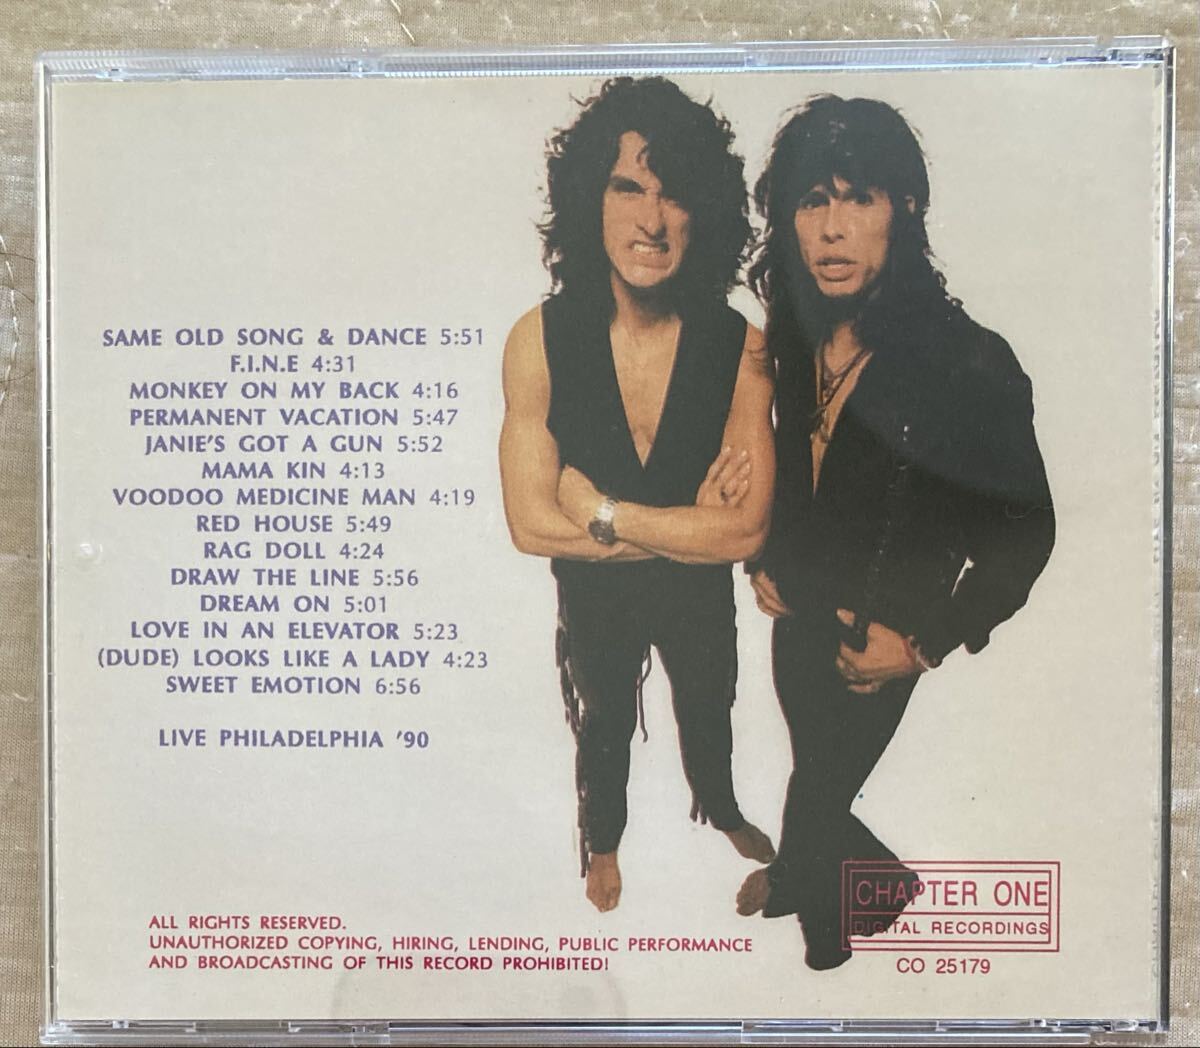 SAME OLD SONG & DANCE 5:51
F.I.N.E 4:31
MONKEY ON MY BACK 4:16
PERMANENT VACATION 5:47
JANIE'S GOT A GUN 5:52
MAMA KIN 4:13
VOODOO MEDICINE MAN 4:19
RED HOUSE 5:49
RAG DOLL 4:24
DRAW THE LINE 5:56
DREAM ON 5:01
LOVE IN AN ELEVATOR 5:23
(DUDE) LOOKS LIKE A LADY 4:23
SWEET EMOTION 6:56
LIVE PHILADELPHIA '90
ALL RIGHTS RESERVED.
UNAUTHORIZED COPYING, HIRING, LENDING, PUBLIC PERFORMANCE
AND BROADCASTING OF THIS RECORD PROHIBITED!
CHAPTER ONE
DIGITAL RECORDINGS
CO 25179